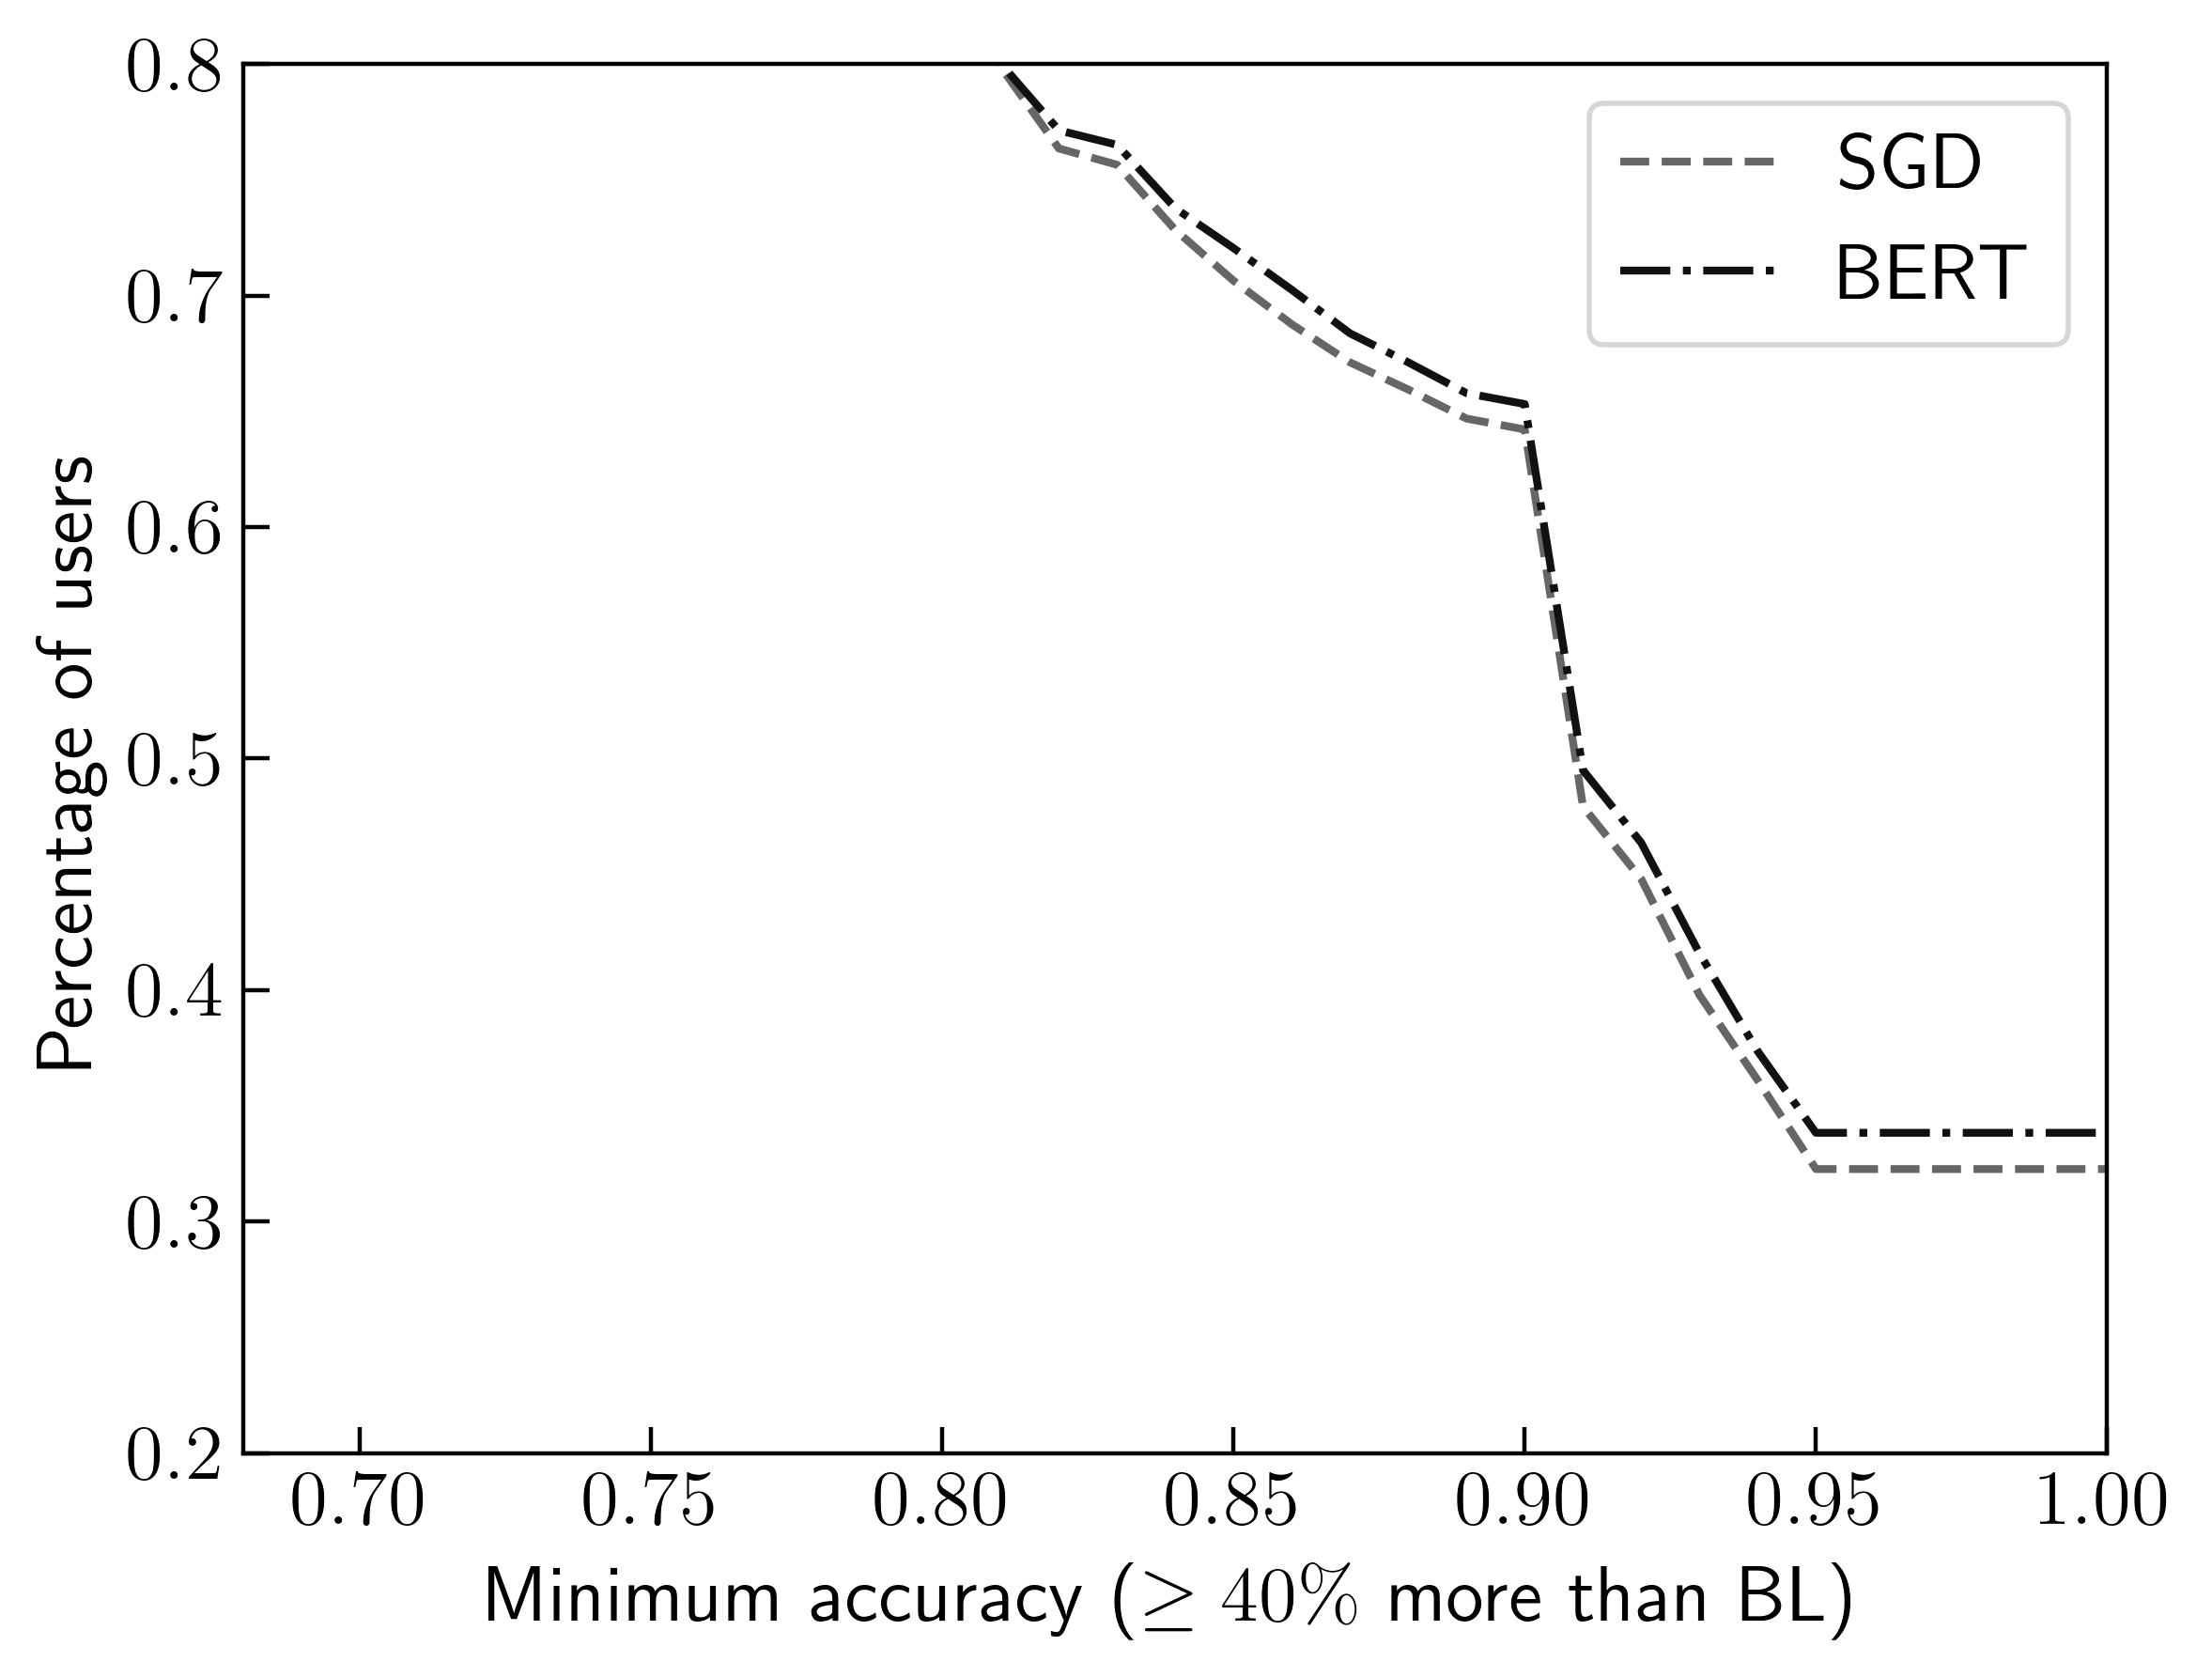 0.8
0.7
0.6
0.5
0.4
0.3
0.2
Percentage of users
SGD
BERT
0.70 0.75 0.80 0.85 0.90 0.95 1.00
Minimum accuracy (≥ 40% more than BL)